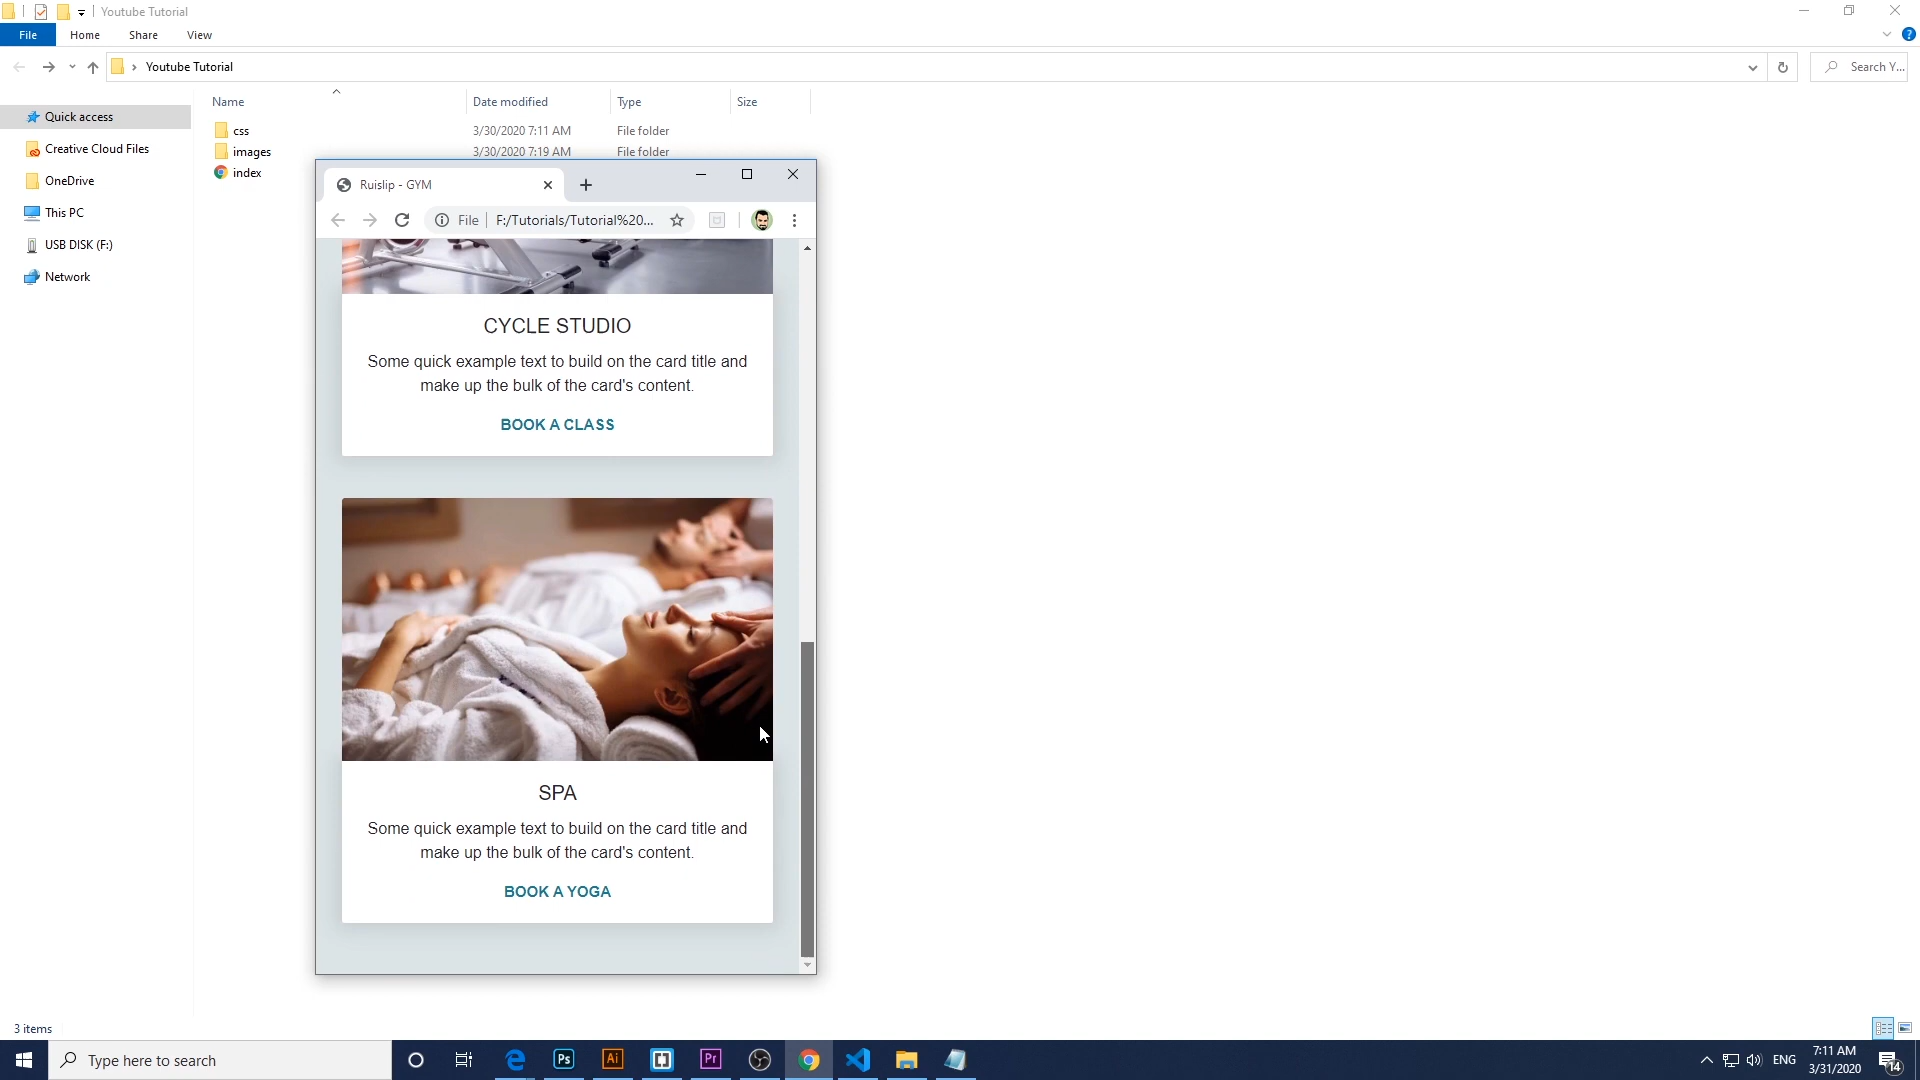 Youtube Tutorial
File Home Share View
Youtube Tutorial
Search Y...
Name Date modified Type Size
Quick access
Creative Cloud Files
OneDrive
This PC
USB DISK (F:)
Network
css 3/30/2020 7:11 AM File folder
images 3/30/2020 7:19 AM File folder
index
Ruislip - GYM
File F:/Tutorials/Tutorial%20...
CYCLE STUDIO
Some quick example text to build on the card title and
make up the bulk of the card's content.
BOOK A CLASS
SPA
Some quick example text to build on the card title and
make up the bulk of the card's content.
BOOK A YOGA
3 items
Type here to search
Ps
Ai
Pr
ENG
7:11 AM
3/31/2020
14